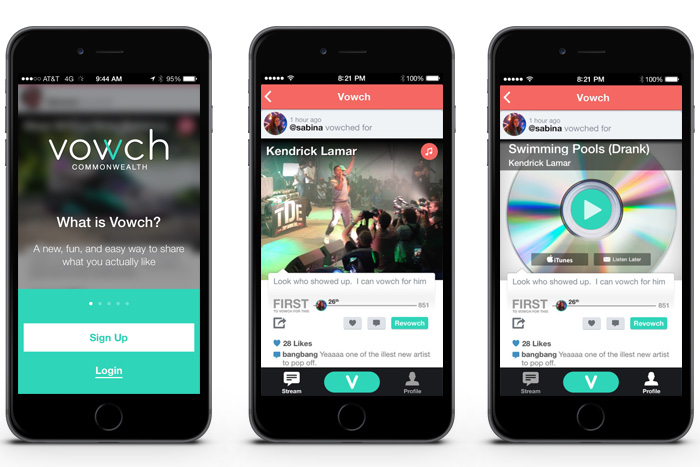 AT&T 4G 9:44 AM 95%
vowch
COMMONWEALTH
What is Vowch?
A new, fun, and easy way to share
what you actually like
Sign Up
Login
8:21 PM 100%
Vowch
1 hour ago
@sabina vowched for
Kendrick Lamar
TDE
Look who showed up. I can vowch for him
FIRST 26th 851
TO VOWCH FOR THIS
Revowch
28 Likes
bangbang Yeaaaa one of the illest new artist
to pop off.
Stream V Profile
8:21 PM 100%
Vowch
1 hour ago
@sabina vowched for
Swimming Pools (Drank)
Kendrick Lamar
iTunes Listen Later
Look who showed up. I can vowch for him
FIRST 26th 851
TO VOWCH FOR THIS
Revowch
28 Likes
bangbang Yeaaaa one of the illest new artist
to pop off.
Stream V Profile